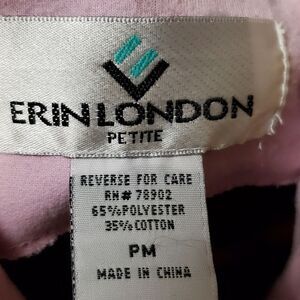 ERIN LONDON
PETITE
REVERSE FOR CARE
RN# 78902
65% POLYESTER
35% COTTON
PM
MADE IN CHINA